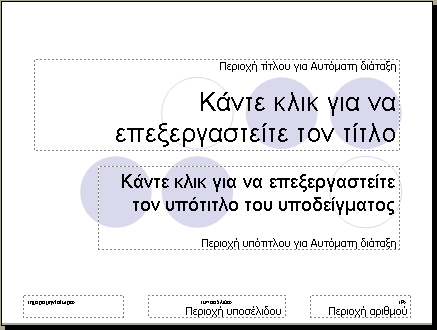 Περιοχή τίτλου για Αυτόματη διάταξη
Κάντε κλικ για να
επεξεργαστείτε τον τίτλο
Κάντε κλικ για να επεξεργαστείτε
τον υπότιτλο του υποδείγματος
Περιοχή υπότιτλου για Αυτόματη διάταξη
Περιοχή υποσέλιδου
Περιοχή αριθμού